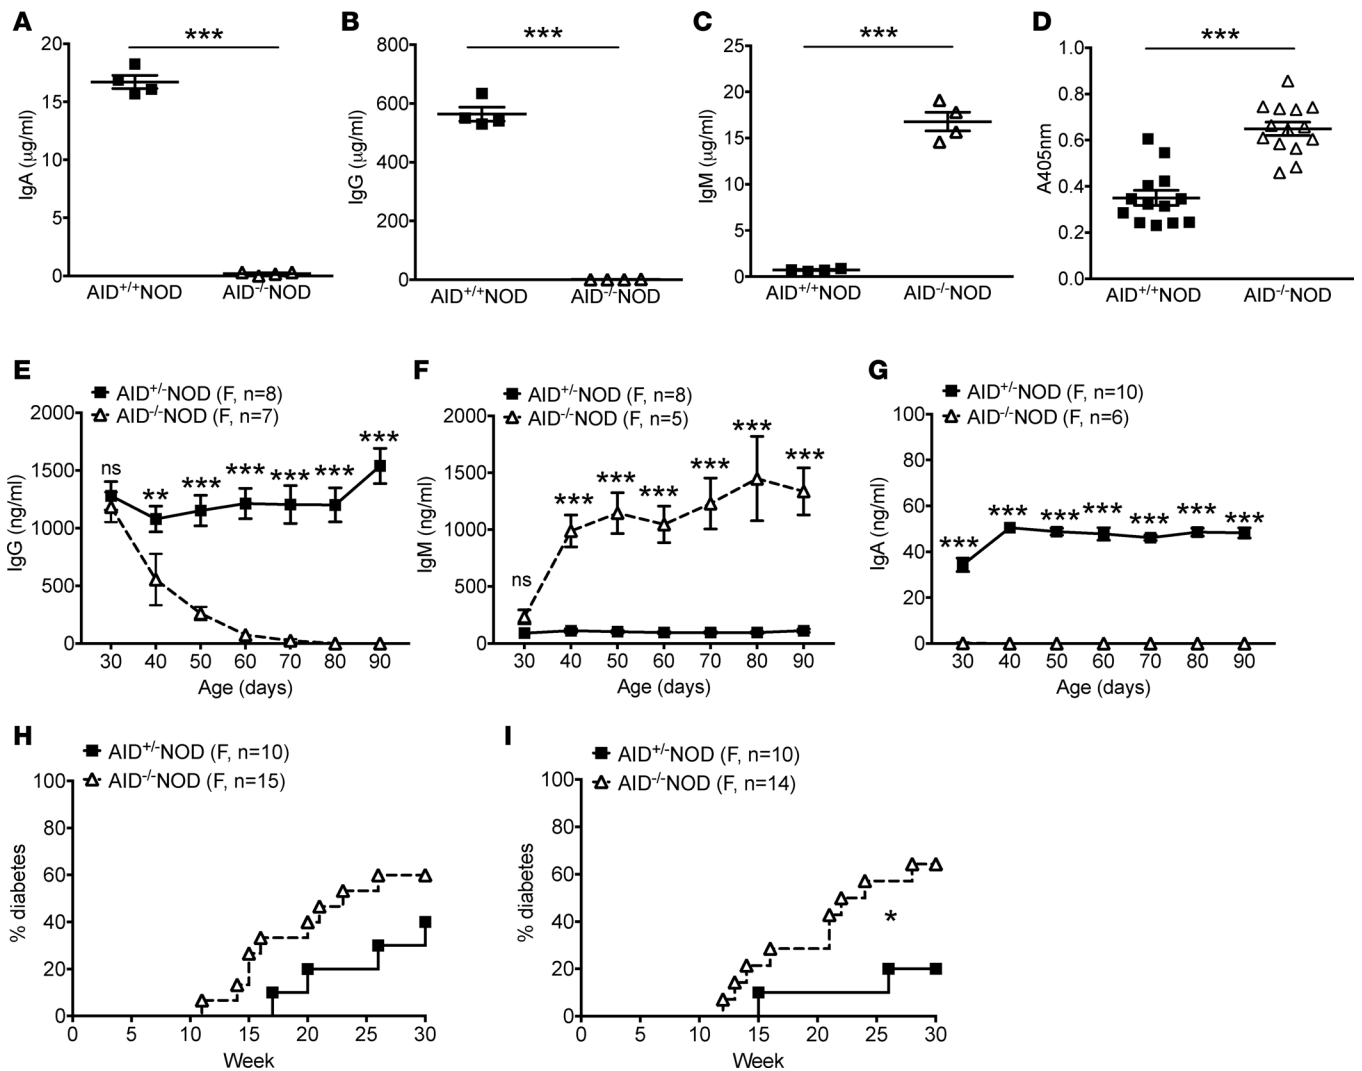 A
***
IgA (µg/ml)
20
15
10
5
0
AID+/+NOD
AID-/-NOD
B
***
IgG (µg/ml)
800
600
400
200
0
AID+/+NOD
AID-/-NOD
C
***
IgM (µg/ml)
25
20
15
10
5
0
AID+/+NOD
AID-/-NOD
D
***
A405nm
1.0
0.8
0.6
0.4
0.2
0.0
AID+/+NOD
AID-/-NOD
E
AID+/-NOD (F, n=8)
AID-/-NOD (F, n=7)
IgG (ng/ml)
2000
1500
1000
500
0
ns
**
***
***
***
***
***
30 40 50 60 70 80 90
Age (days)
F
AID+/-NOD (F, n=8)
AID-/-NOD (F, n=5)
IgM (ng/ml)
2000
1500
1000
500
0
ns
***
***
***
***
***
***
30 40 50 60 70 80 90
Age (days)
G
AID+/-NOD (F, n=10)
AID-/-NOD (F, n=6)
IgA (ng/ml)
100
80
60
40
20
0
***
***
***
***
***
***
***
30 40 50 60 70 80 90
Age (days)
H
AID+/-NOD (F, n=10)
AID-/-NOD (F, n=15)
% diabetes
100
80
60
40
20
0
0 5 10 15 20 25 30
Week
I
AID+/-NOD (F, n=10)
AID-/-NOD (F, n=14)
% diabetes
100
80
60
40
20
0
*
0 5 10 15 20 25 30
Week